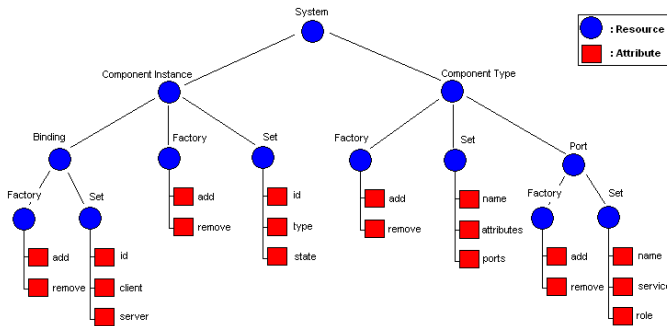 System
: Resource
: Attribute
Component Instance
Component Type
Binding
Factory
Set
Factory
Set
Port
Factory
Set
add
remove
id
type
state
add
remove
name
attributes
ports
Factory
Set
add
remove
id
client
server
add
remove
name
service
role